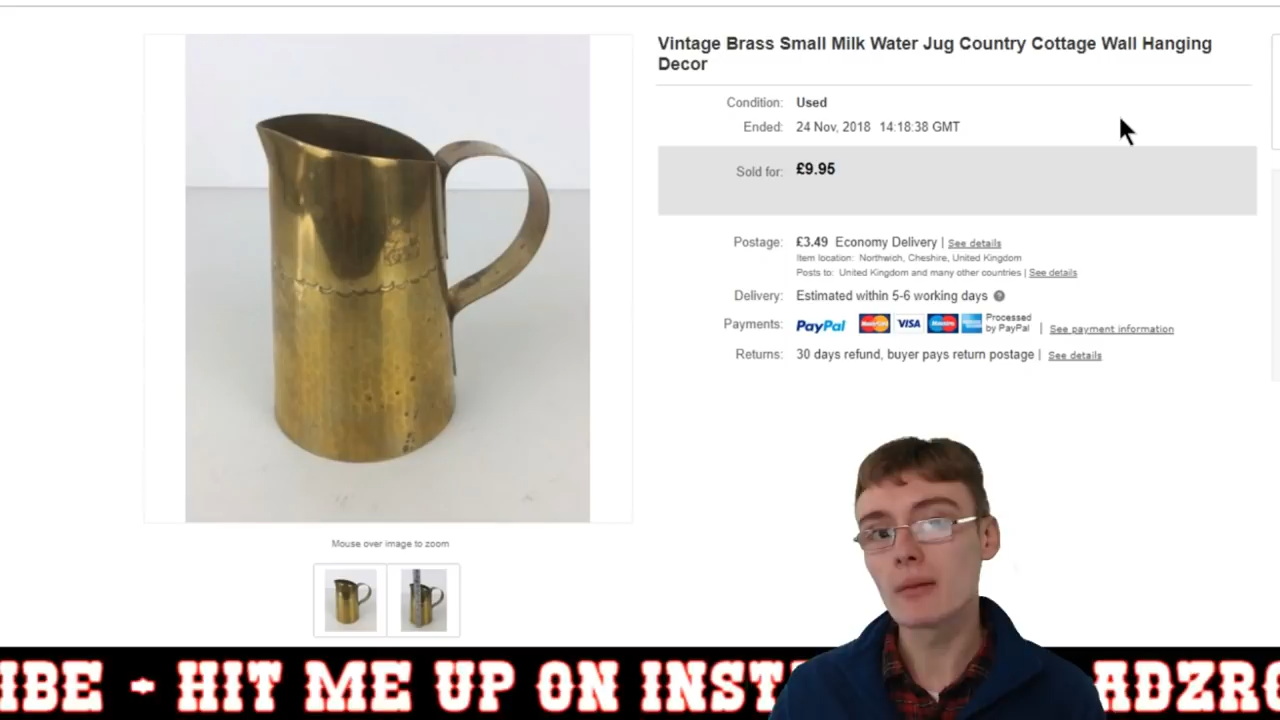 Vintage Brass Small Milk Water Jug Country Cottage Wall Hanging
Decor
Condition: Used
Ended: 24 Nov, 2018 14:18:38 GMT
Sold for: £9.95
Postage: £3.49 Economy Delivery | See details
Item location: Northwich, Cheshire, United Kingdom
Posts to: United Kingdom and many other countries | See details
Delivery: Estimated within 5-6 working days
Payments: PayPal MasterCard VISA Maestro Processed
by PayPal | See payment information
Returns: 30 days refund, buyer pays return postage | See details
Mouse over image to zoom
IBE - HIT ME UP ON INST ADZR